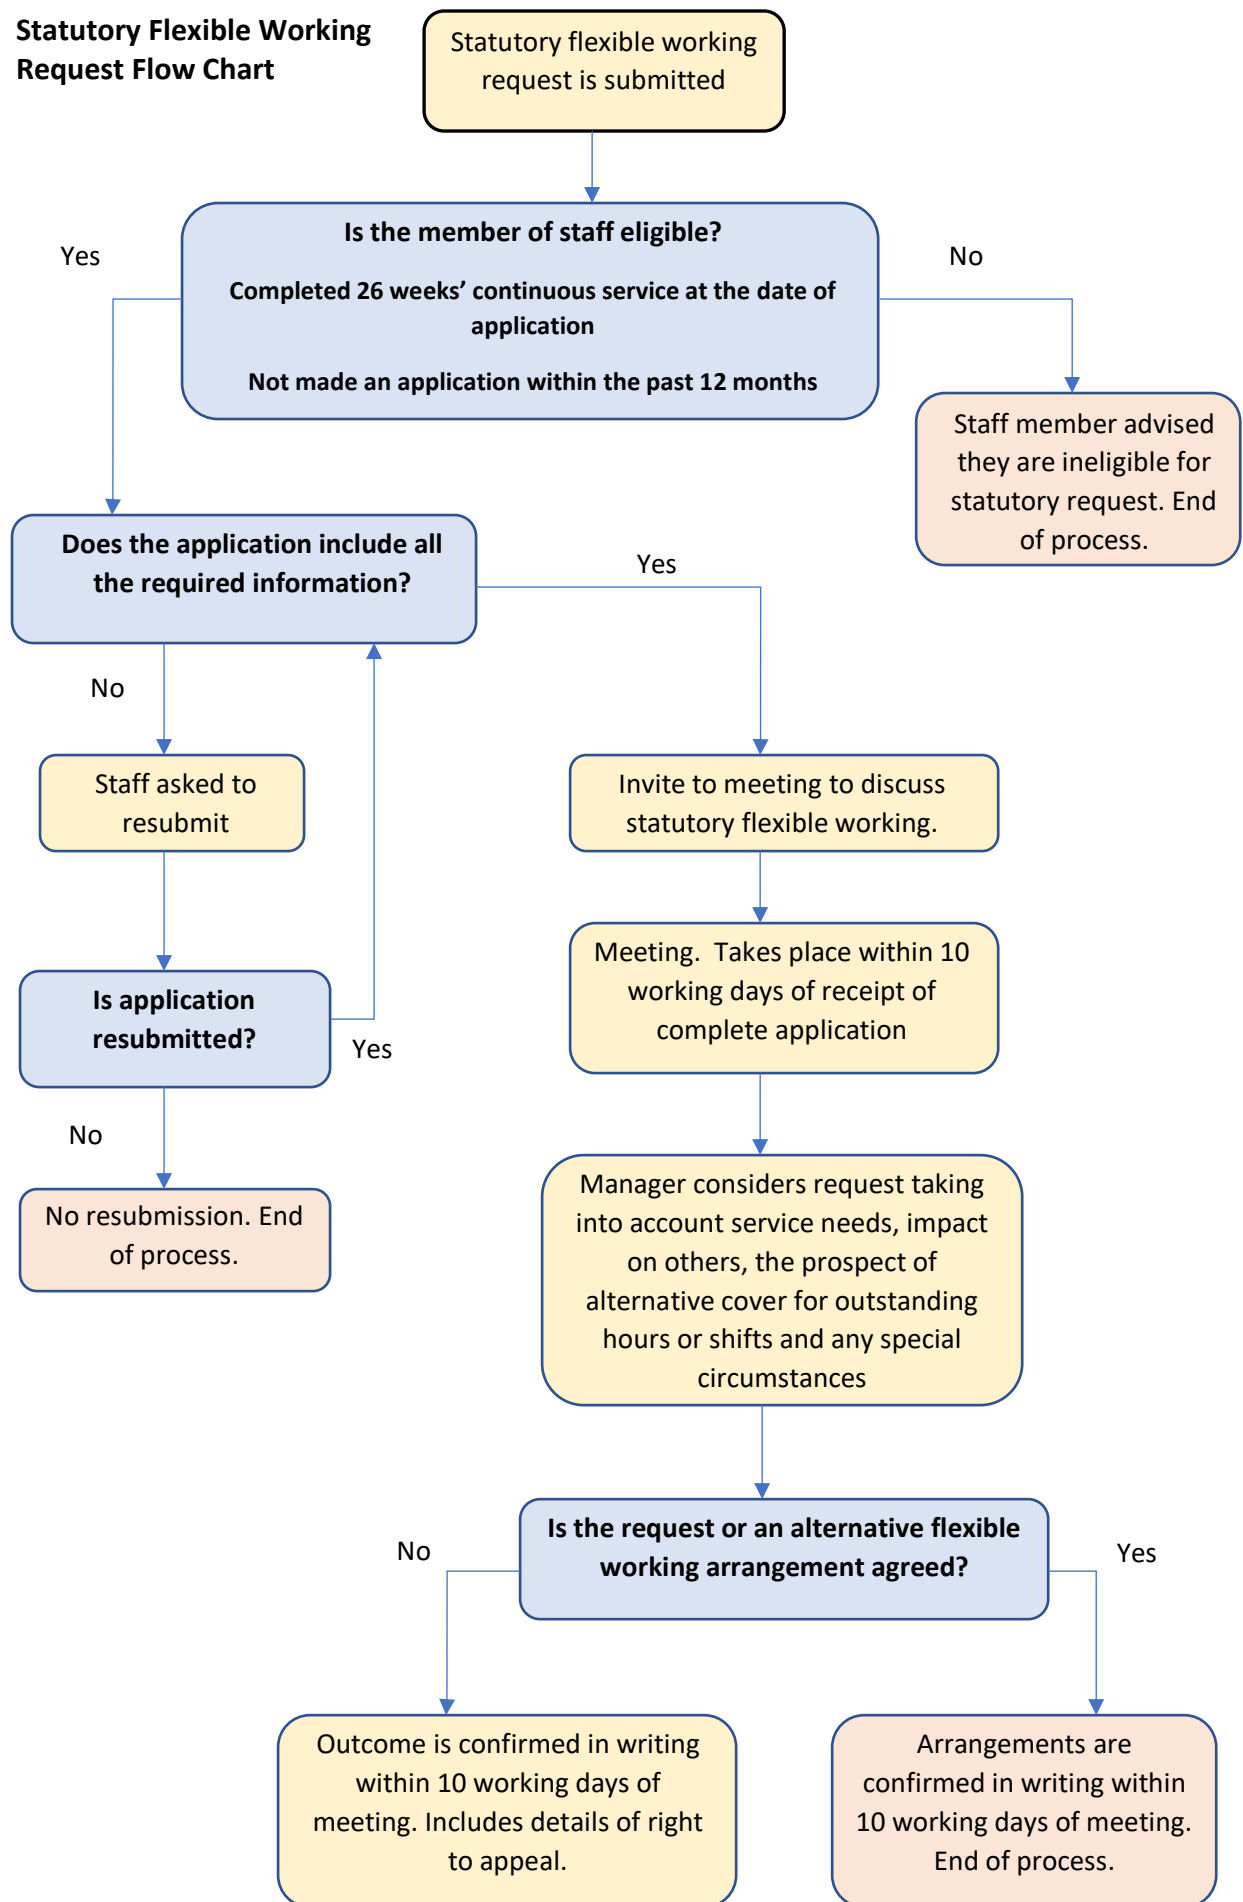 Statutory Flexible Working
Request Flow Chart
Statutory flexible working
request is submitted
Is the member of staff eligible?
Completed 26 weeks’ continuous service at the date of
application
Not made an application within the past 12 months
Yes
No
Staff member advised
they are ineligible for
statutory request. End
of process.
Does the application include all
the required information?
Yes
No
Staff asked to
resubmit
Is application
resubmitted?
Yes
No
No resubmission. End
of process.
Invite to meeting to discuss
statutory flexible working.
Meeting.  Takes place within 10
working days of receipt of
complete application
Manager considers request taking
into account service needs, impact
on others, the prospect of
alternative cover for outstanding
hours or shifts and any special
circumstances
Is the request or an alternative flexible
working arrangement agreed?
No
Yes
Outcome is confirmed in writing
within 10 working days of
meeting. Includes details of right
to appeal.
Arrangements are
confirmed in writing within
10 working days of meeting.
End of process.